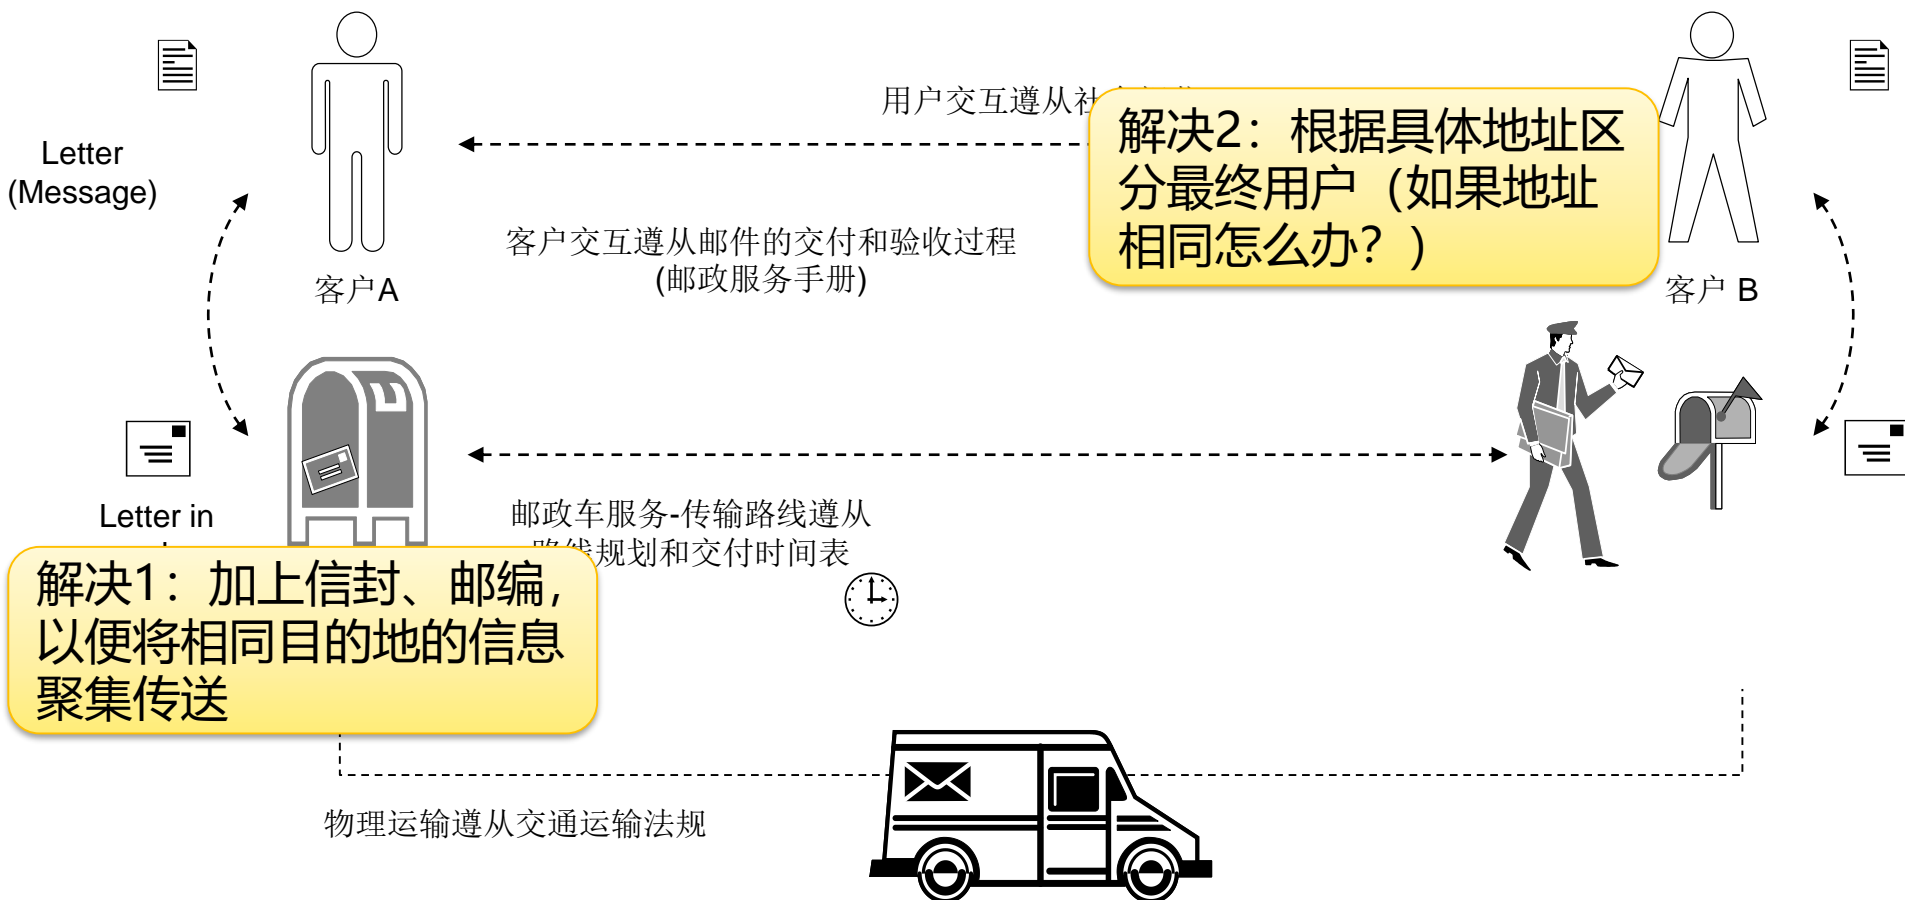 用户交互遵从社
解决2：根据具体地址区
分最终用户（如果地址
相同怎么办？）
Letter
(Message)
客户交互遵从邮件的交付和验收过程
(邮政服务手册)
客户A
客户 B
Letter in
邮政车服务-传输路线遵从
规划和交付时间表
解决1：加上信封、邮编，
以便将相同目的地的信息
聚集传送
物理运输遵从交通运输法规